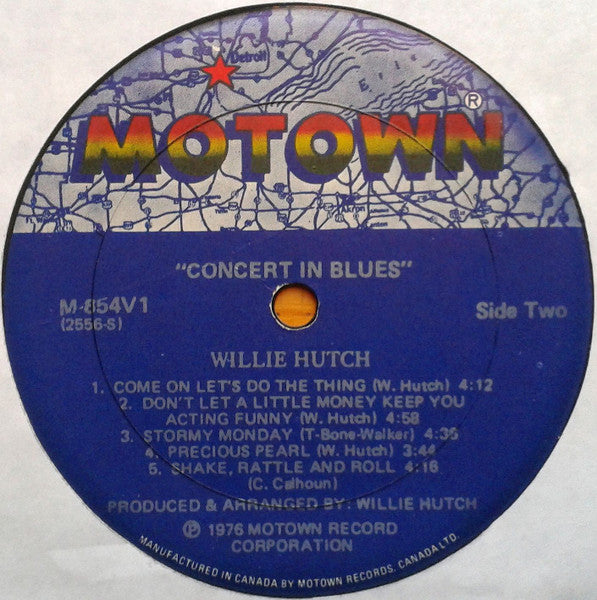 Detroit
Erie
MOTOWN®
"CONCERT IN BLUES"
M-854V1
(2556-S)
Side Two
WILLIE HUTCH
1. COME ON LET'S DO THE THING (W. Hutch) 4:12
2. DON'T LET A LITTLE MONEY KEEP YOU
ACTING FUNNY (W. Hutch) 4:58
3. STORMY MONDAY (T-Bone-Walker) 4:35
4. PRECIOUS PEARL (W. Hutch) 3:44
5. SHAKE, RATTLE AND ROLL 4:16
(C. Calhoun)
PRODUCED & ARRANGED BY: WILLIE HUTCH
℗ 1976 MOTOWN RECORD
CORPORATION
MANUFACTURED IN CANADA BY MOTOWN RECORDS, CANADA LTD.